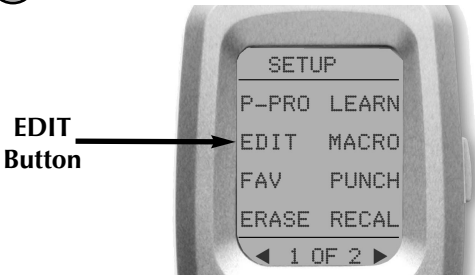 SETUP
P-PRO LEARN
EDIT
Button
EDIT MACRO
FAV PUNCH
ERASE RECAL
◀ 1 OF 2 ▶